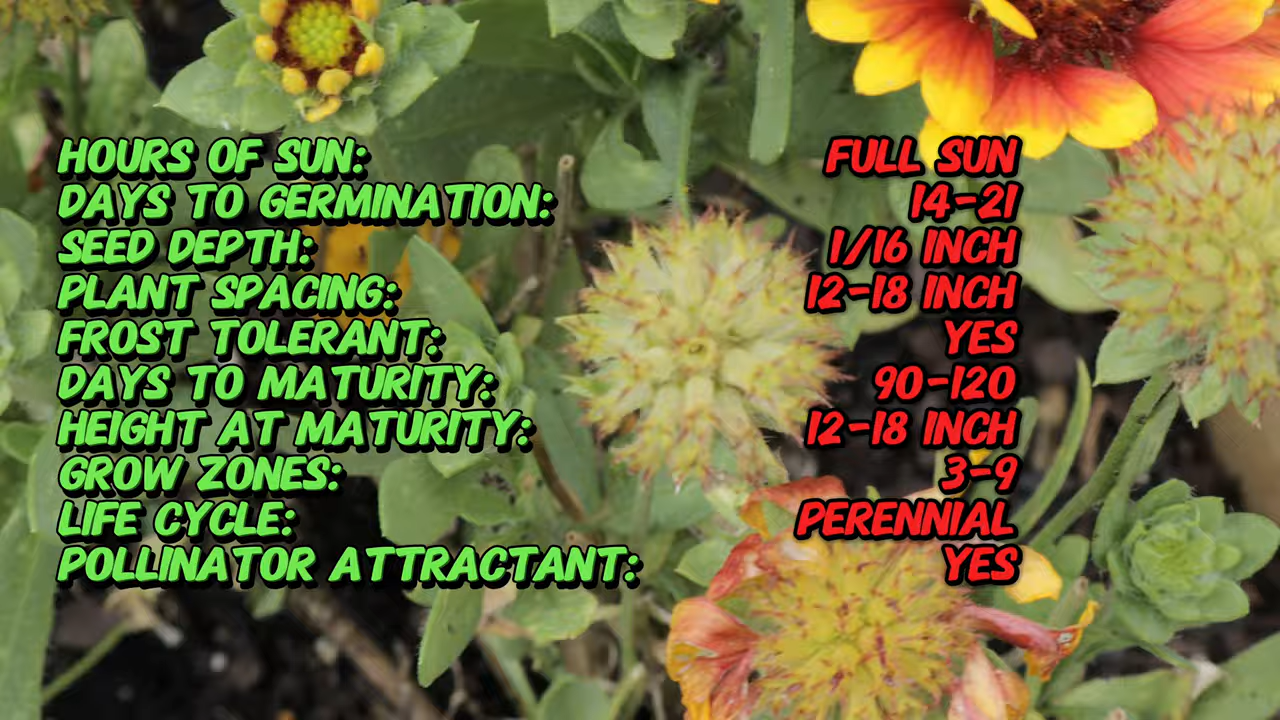 HOURS OF SUN: FULL SUN
DAYS TO GERMINATION: 14-21
SEED DEPTH: 1/16 INCH
PLANT SPACING: 12-18 INCH
FROST TOLERANT: YES
DAYS TO MATURITY: 90-120
HEIGHT AT MATURITY: 12-18 INCH
GROW ZONES: 3-9
LIFE CYCLE: PERENNIAL
POLLINATOR ATTRACTANT: YES